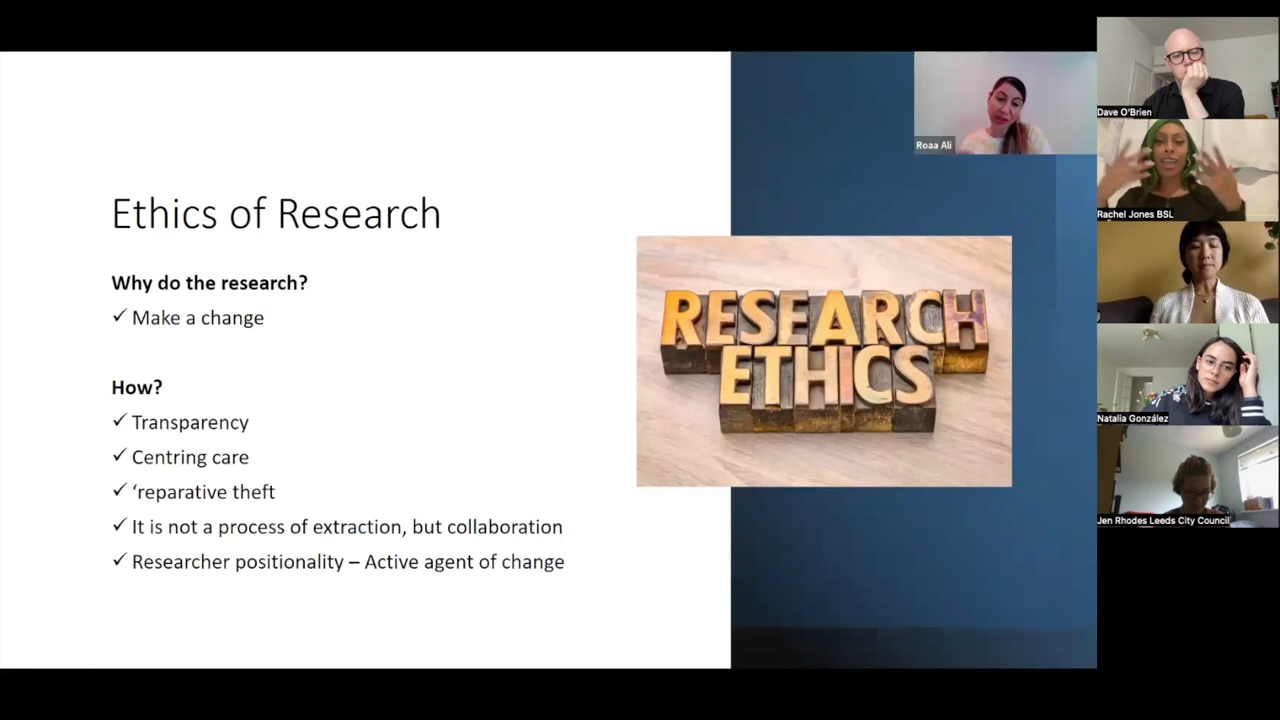 Ethics of Research
Why do the research?
✓ Make a change
How?
✓ Transparency
✓ Centring care
✓ ‘reparative theft
✓ It is not a process of extraction, but collaboration
✓ Researcher positionality – Active agent of change
RESEARCH
ETHICS
Roaa Ali
Dave O'Brien
Rachel Jones BSL
Natalia González
Jen Rhodes Leeds City Council